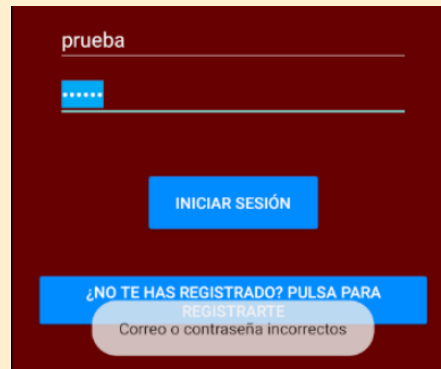 prueba
••••••
INICIAR SESIÓN
¿NO TE HAS REGISTRADO? PULSA PARA
REGISTRARTE
Correo o contraseña incorrectos